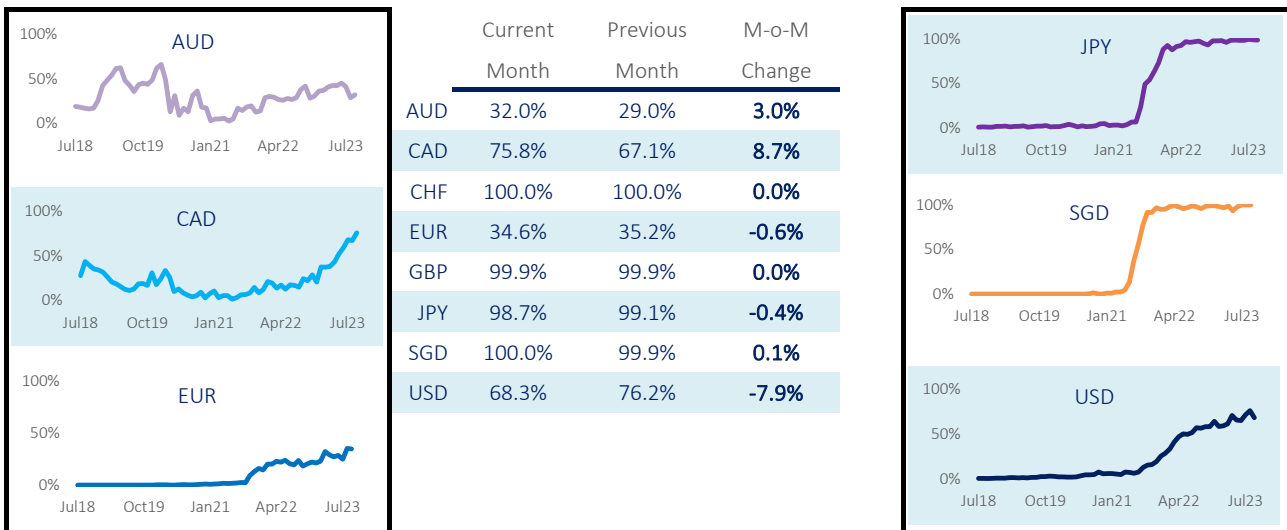 AUD
100%
50%
0%
Jul18 Oct19 Jan21 Apr22 Jul23
CAD
100%
50%
0%
Jul18 Oct19 Jan21 Apr22 Jul23
EUR
100%
50%
0%
Jul18 Oct19 Jan21 Apr22 Jul23
Current Previous M-o-M
Month Month Change
AUD 32.0% 29.0% 3.0%
CAD 75.8% 67.1% 8.7%
CHF 100.0% 100.0% 0.0%
EUR 34.6% 35.2% -0.6%
GBP 99.9% 99.9% 0.0%
JPY 98.7% 99.1% -0.4%
SGD 100.0% 99.9% 0.1%
USD 68.3% 76.2% -7.9%
JPY
100%
50%
0%
Jul18 Oct19 Jan21 Apr22 Jul23
SGD
100%
50%
0%
Jul18 Oct19 Jan21 Apr22 Jul23
USD
100%
50%
0%
Jul18 Oct19 Jan21 Apr22 Jul23